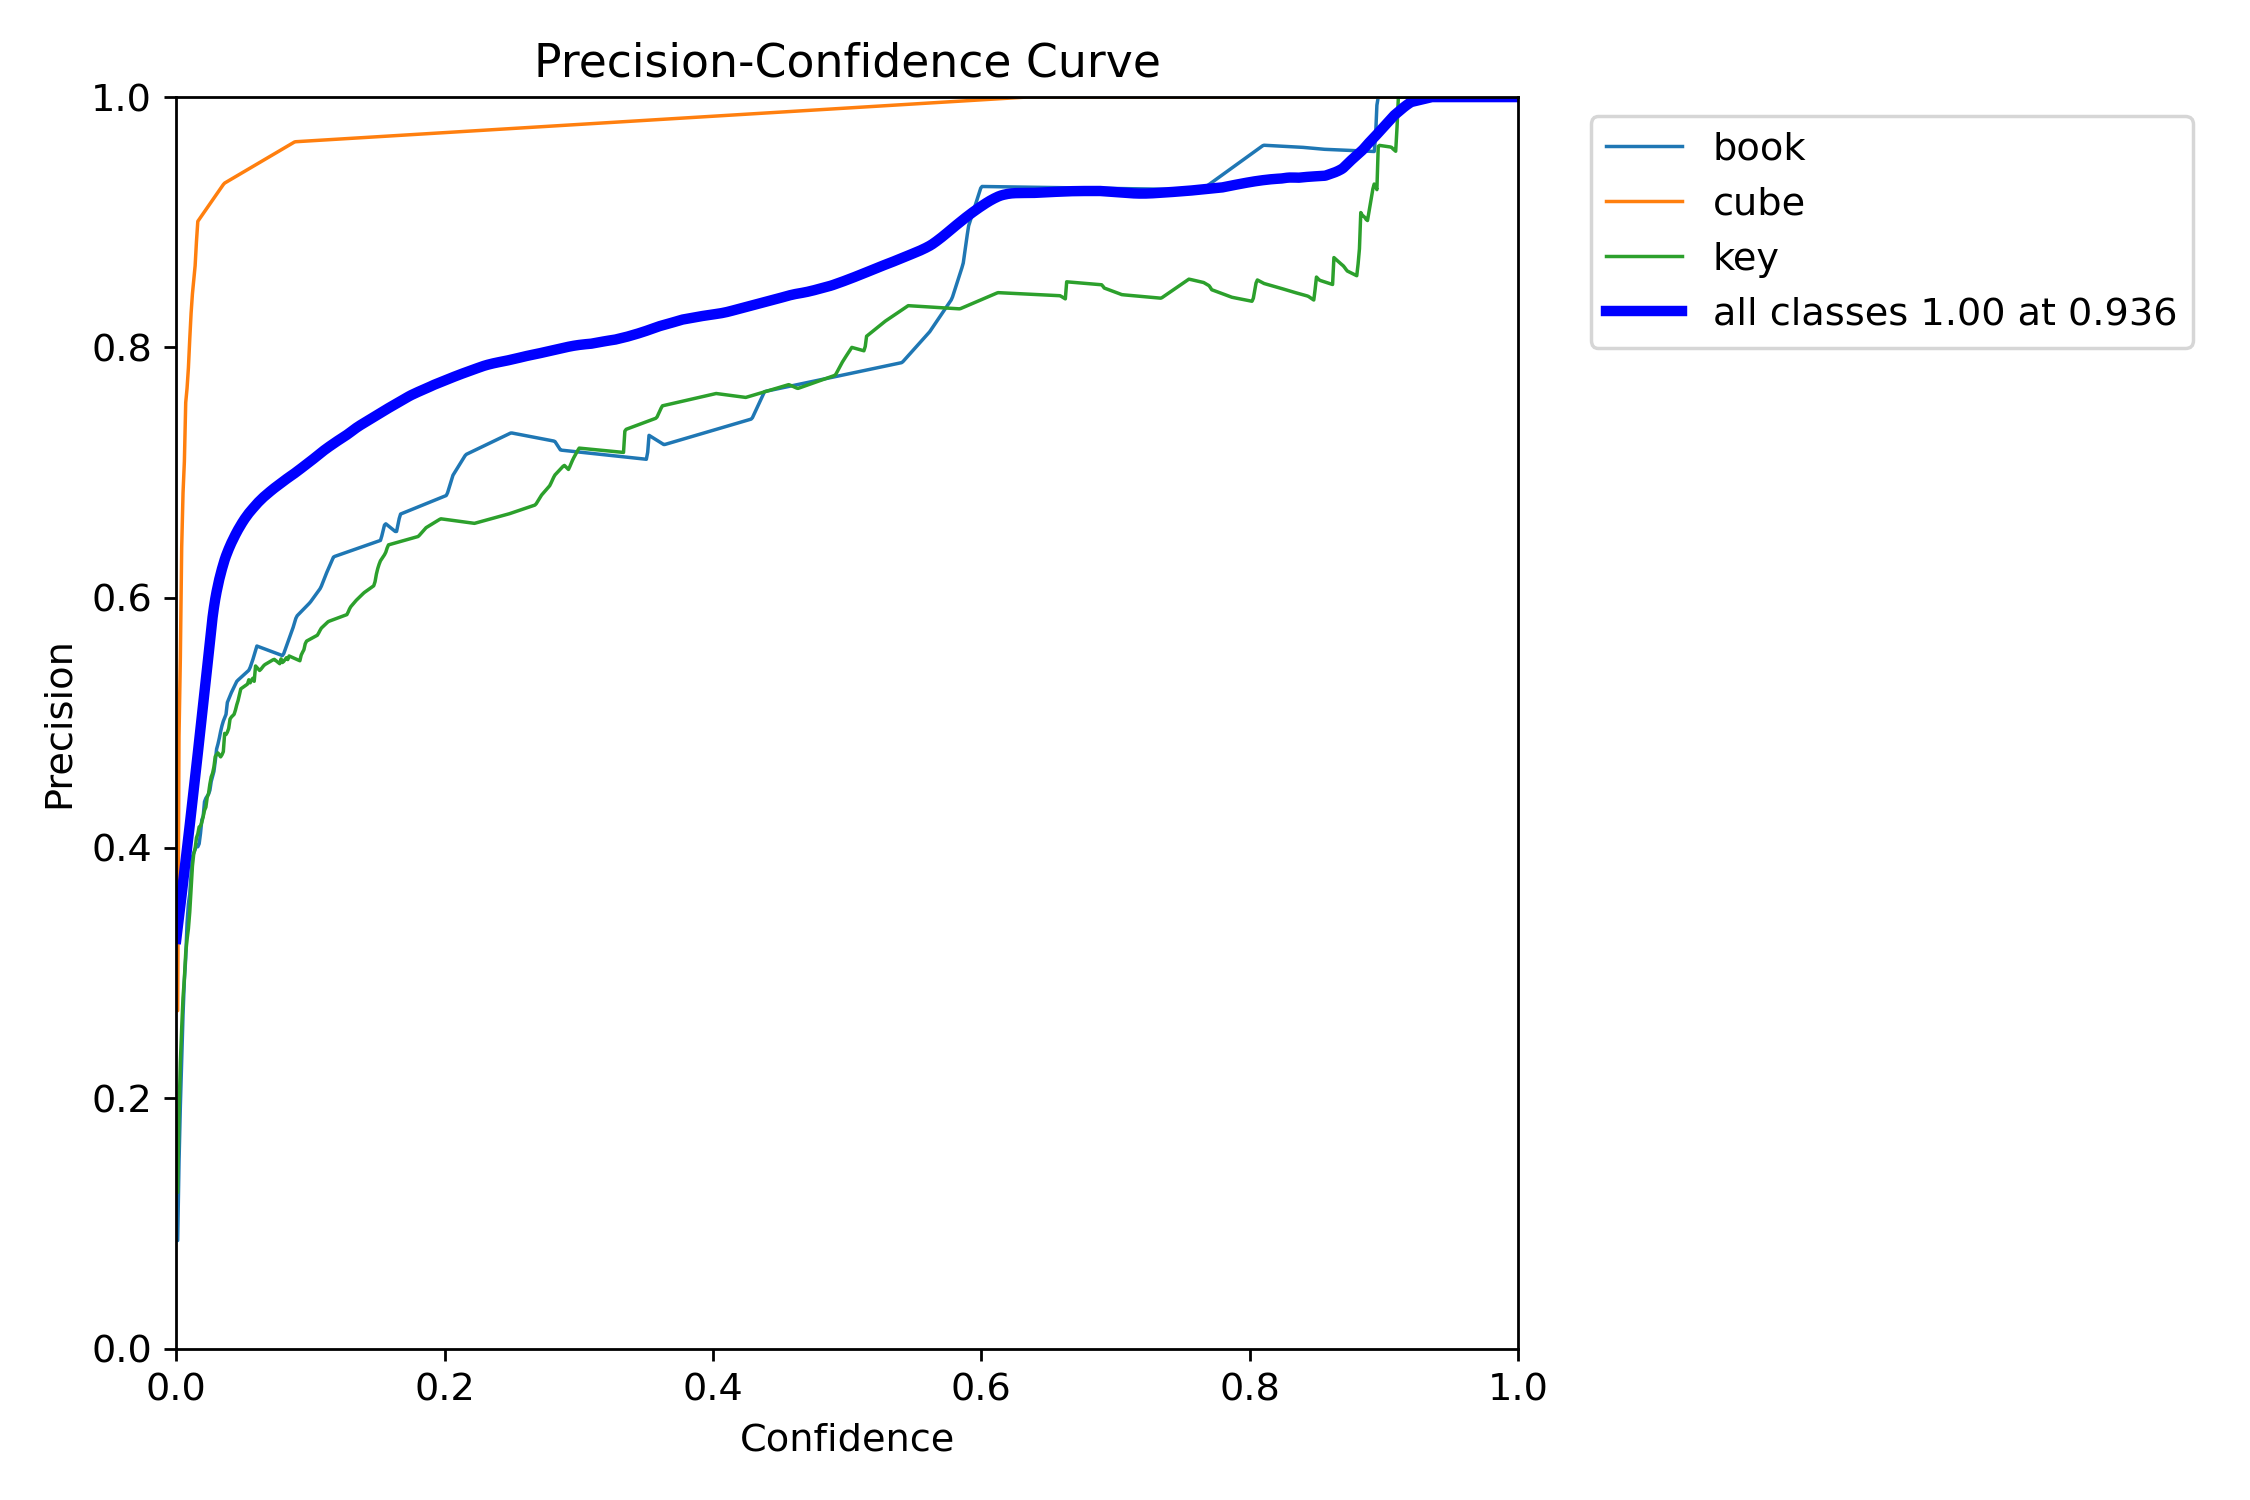 Precision-Confidence Curve
1.0
0.8
0.6
0.4
0.2
0.0
Precision
0.0 0.2 0.4 0.6 0.8 1.0
Confidence
book
cube
key
all classes 1.00 at 0.936